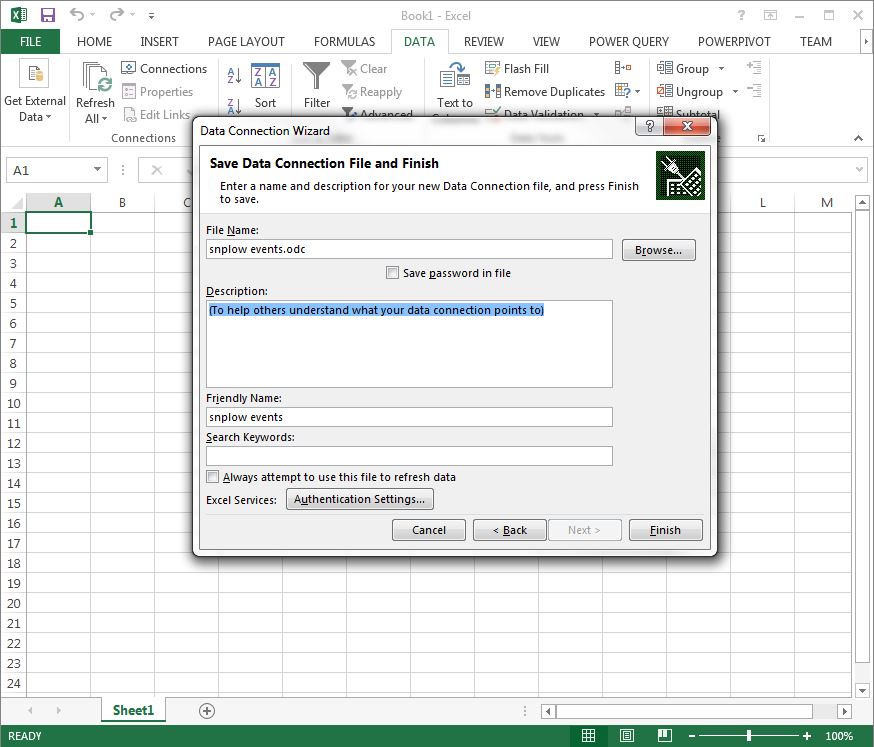 Book1 - Excel
FILE HOME INSERT PAGE LAYOUT FORMULAS DATA REVIEW VIEW POWER QUERY POWERPIVOT TEAM
Get External
Data
Refresh
All
Connections
Properties
Edit Links
Connections
Sort
Filter
Clear
Reapply
Advanced
Text to
Flash Fill
Remove Duplicates
Data Validation
Group
Ungroup
Subtotal
A1
Data Connection Wizard
Save Data Connection File and Finish
Enter a name and description for your new Data Connection file, and press Finish
to save.
File Name:
snplow events.odc
Browse...
Save password in file
Description:
(To help others understand what your data connection points to)
Friendly Name:
snplow events
Search Keywords:
Always attempt to use this file to refresh data
Excel Services: Authentication Settings...
Cancel < Back Next > Finish
A B C L M
1
2
3
4
5
6
7
8
9
10
11
12
13
14
15
16
17
18
19
20
21
22
23
24
Sheet1
READY 100%